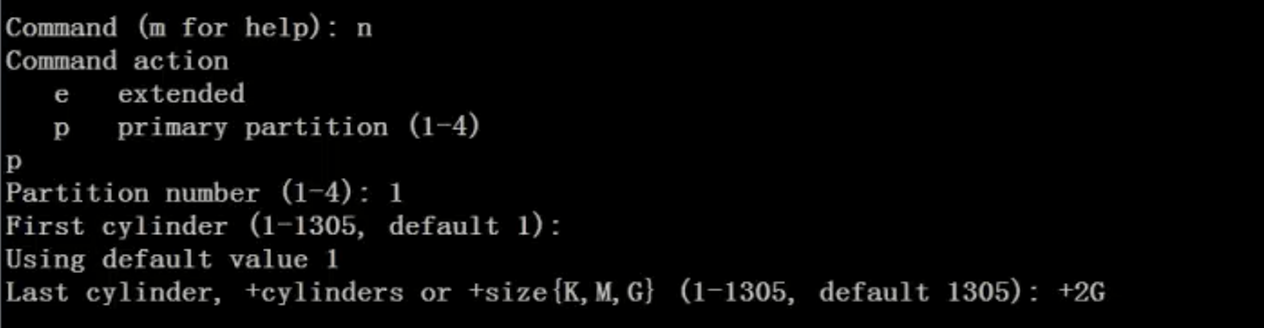 Command (m for help): n
Command action
   e   extended
   p   primary partition (1-4)
p
Partition number (1-4): 1
First cylinder (1-1305, default 1):
Using default value 1
Last cylinder, +cylinders or +size{K,M,G} (1-1305, default 1305): +2G